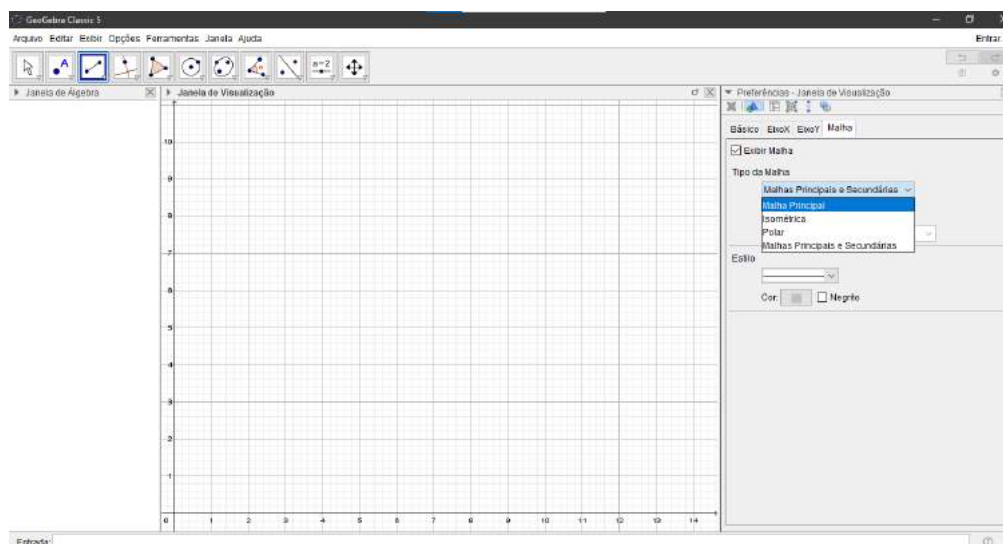 GeoGebra Classic 5
Arquivo Editar Exibir Opções Ferramentas Janela Ajuda
Entrar
A
a=2
Janela de Álgebra
Janela de Visualização
Preferências - Janela de Visualização
Básico EixoX EixoY Malha
Exibir Malha
Tipo da Malha
Malhas Principais e Secundárias
Malha Principal
Isométrica
Polar
Malhas Principais e Secundárias
Estilo
Cor: Negrito
10
9
8
7
6
5
4
3
2
1
0 1 2 3 4 5 6 7 8 9 10 11 12 13 14
Entrada: